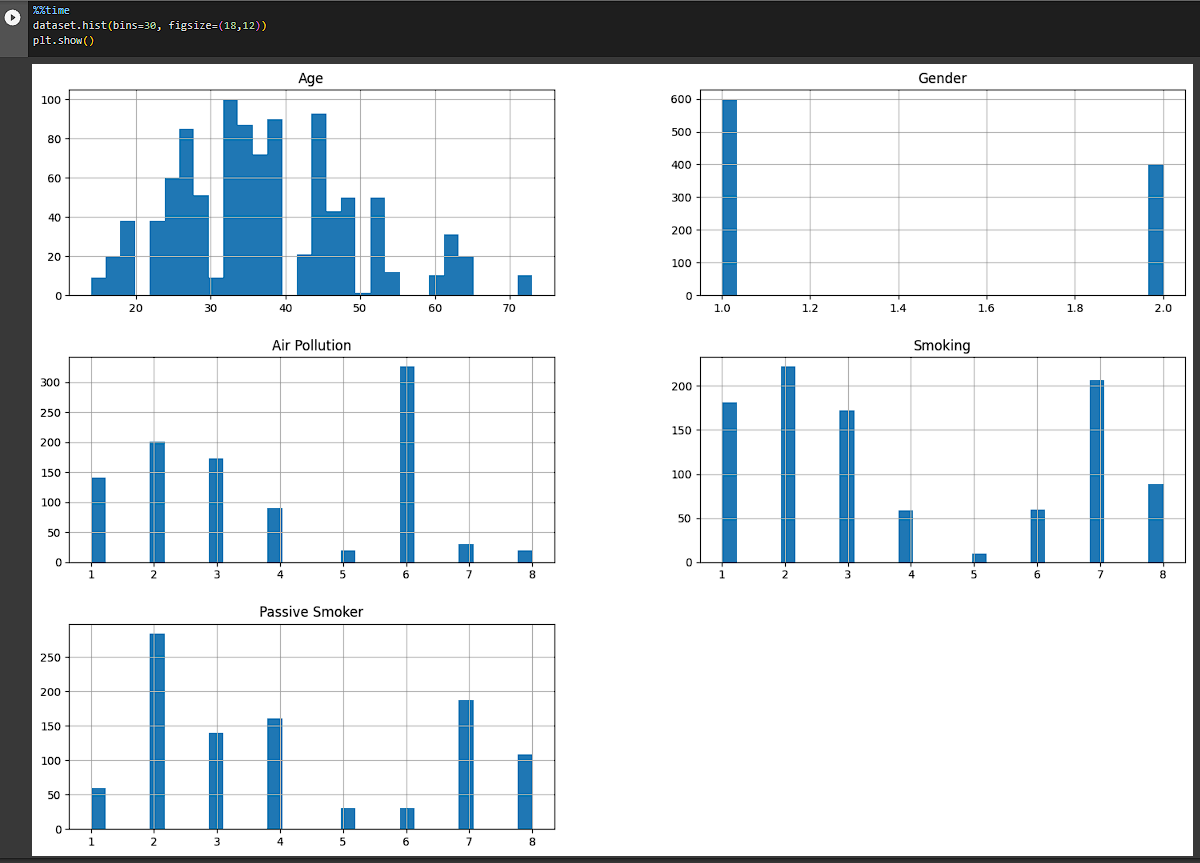 %%time
dataset.hist(bins=30, figsize=(18,12))
plt.show()
Age
100
80
60
40
20
0
20 30 40 50 60 70
Gender
600
500
400
300
200
100
0
1.0 1.2 1.4 1.6 1.8 2.0
Air Pollution
300
250
200
150
100
50
0
1 2 3 4 5 6 7 8
Smoking
200
150
100
50
0
1 2 3 4 5 6 7 8
Passive Smoker
250
200
150
100
50
0
1 2 3 4 5 6 7 8